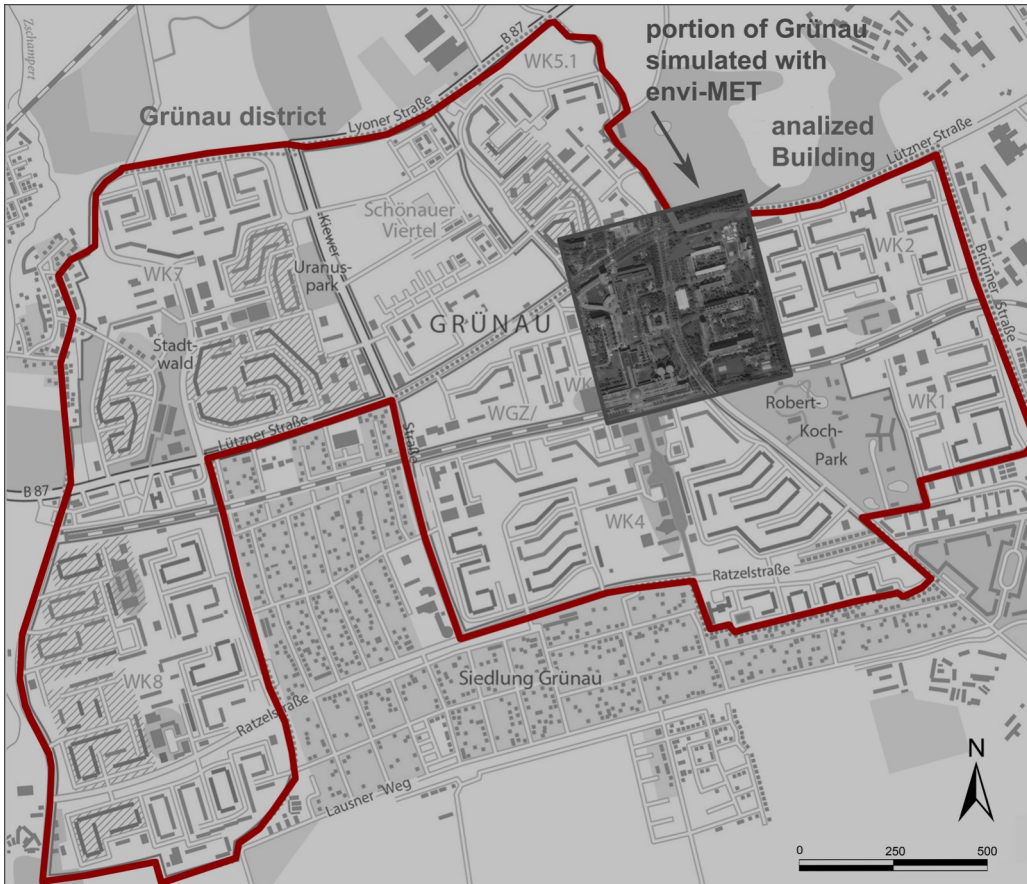 Zschampert
B 87
WK5.1
portion of Grünau
simulated with
envi-MET
Grünau district
Lyoner Straße
analized
Building
Lützner Straße
Schönauer
Viertel
Kiewer
Uranus-
park
WK7
WK2
Brünner Straße
GRÜNAU
Stadt-
wald
WK
WGZ/
Robert-
Koch-
Park
WK1
Lützner Straße
Straße
B 87
WK4
Ratzelstraße
Siedlung Grünau
WK8
Ratzelstraße
Lausner Weg
N
0 250 500